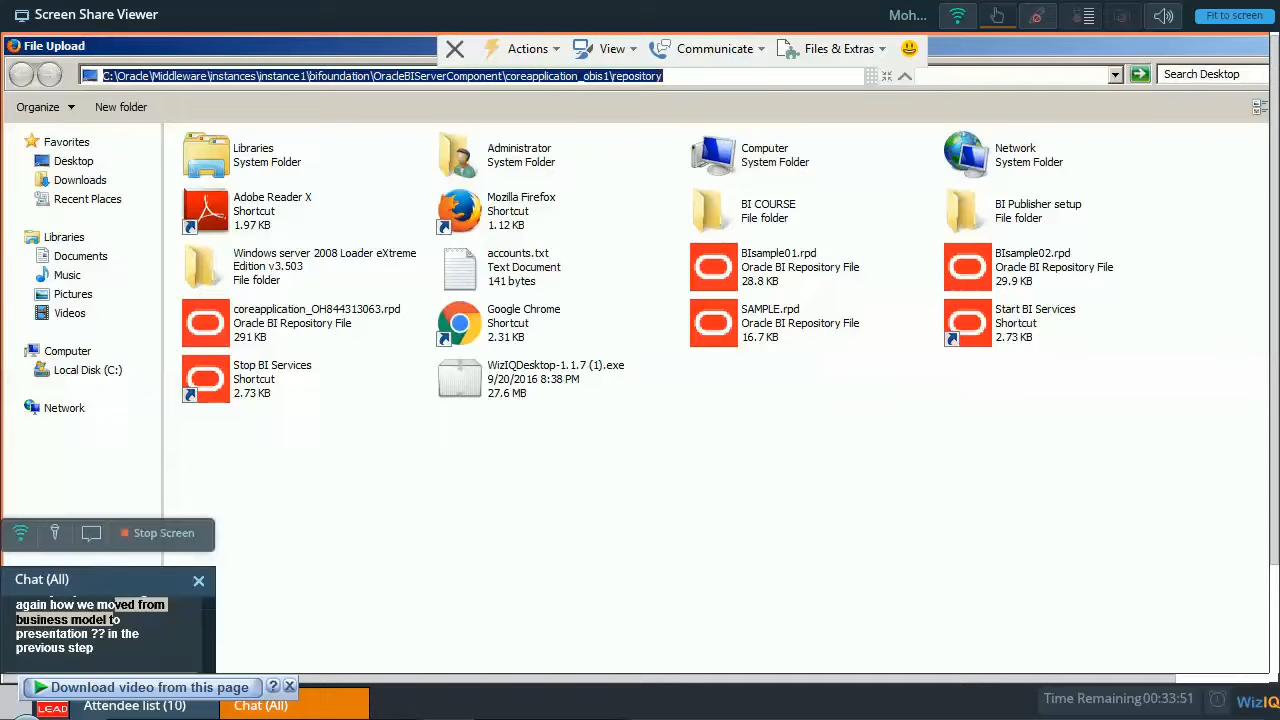 Screen Share Viewer
Moh...
Fit to screen
File Upload
Actions
View
Communicate
Files & Extras
C:\Oracle\Middleware\instances\instance1\bifoundation\OracleBIServerComponent\coreapplication_obis1\repository
Search Desktop
Organize
New folder
Favorites
Desktop
Downloads
Recent Places
Libraries
Documents
Music
Pictures
Videos
Computer
Local Disk (C:)
Network
Libraries
System Folder
Administrator
System Folder
Computer
System Folder
Network
System Folder
Adobe Reader X
Shortcut
1.97 KB
Mozilla Firefox
Shortcut
1.12 KB
BI COURSE
File folder
BI Publisher setup
File folder
Windows server 2008 Loader eXtreme
Edition v3.503
File folder
accounts.txt
Text Document
141 bytes
BIsample01.rpd
Oracle BI Repository File
28.8 KB
BIsample02.rpd
Oracle BI Repository File
29.9 KB
coreapplication_OH844313063.rpd
Oracle BI Repository File
291 KB
Google Chrome
Shortcut
2.31 KB
SAMPLE.rpd
Oracle BI Repository File
16.7 KB
Start BI Services
Shortcut
2.73 KB
Stop BI Services
Shortcut
2.73 KB
WizIQDesktop-1.1.7 (1).exe
9/20/2016 8:38 PM
27.6 MB
Stop Screen
Chat (All)
again how we moved from
business model to
presentation ?? in the
previous step
Download video from this page
?
LEAD
Attendee list (10)
Chat (All)
Time Remaining 00:33:51
WizIQ